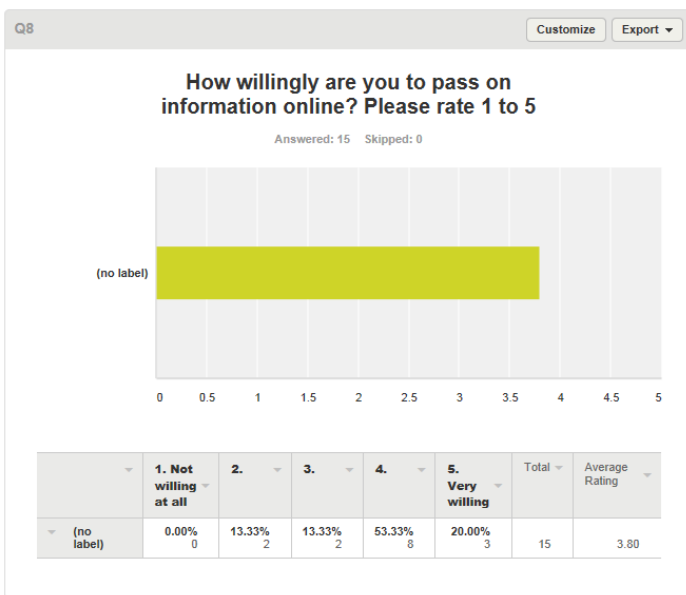 Q8
Customize
Export
How willingly are you to pass on
information online? Please rate 1 to 5
Answered: 15 Skipped: 0
(no label)
0 0.5 1 1.5 2 2.5 3 3.5 4 4.5 5
1. Not willing at all
2.
3.
4.
5. Very willing
Total
Average Rating
(no label)
0.00% 13.33% 13.33% 53.33% 20.00%
0 2 2 8 3 15 3.80